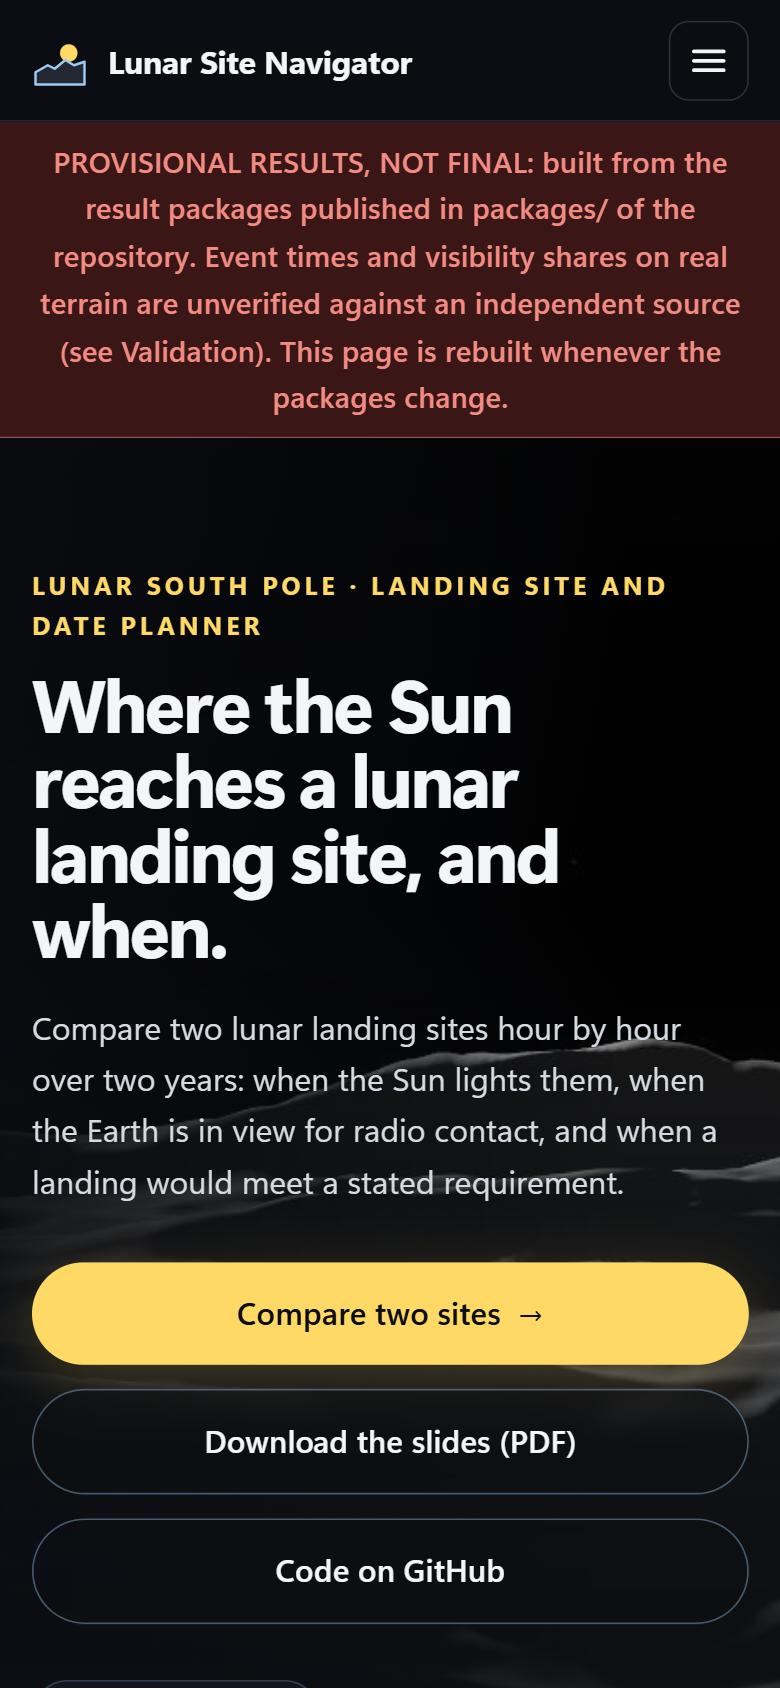 Lunar Site Navigator
PROVISIONAL RESULTS, NOT FINAL: built from the
result packages published in packages/ of the
repository. Event times and visibility shares on real
terrain are unverified against an independent source
(see Validation). This page is rebuilt whenever the
packages change.
LUNAR SOUTH POLE · LANDING SITE AND
DATE PLANNER
Where the Sun
reaches a lunar
landing site, and
when.
Compare two lunar landing sites hour by hour
over two years: when the Sun lights them, when
the Earth is in view for radio contact, and when a
landing would meet a stated requirement.
Compare two sites →
Download the slides (PDF)
Code on GitHub